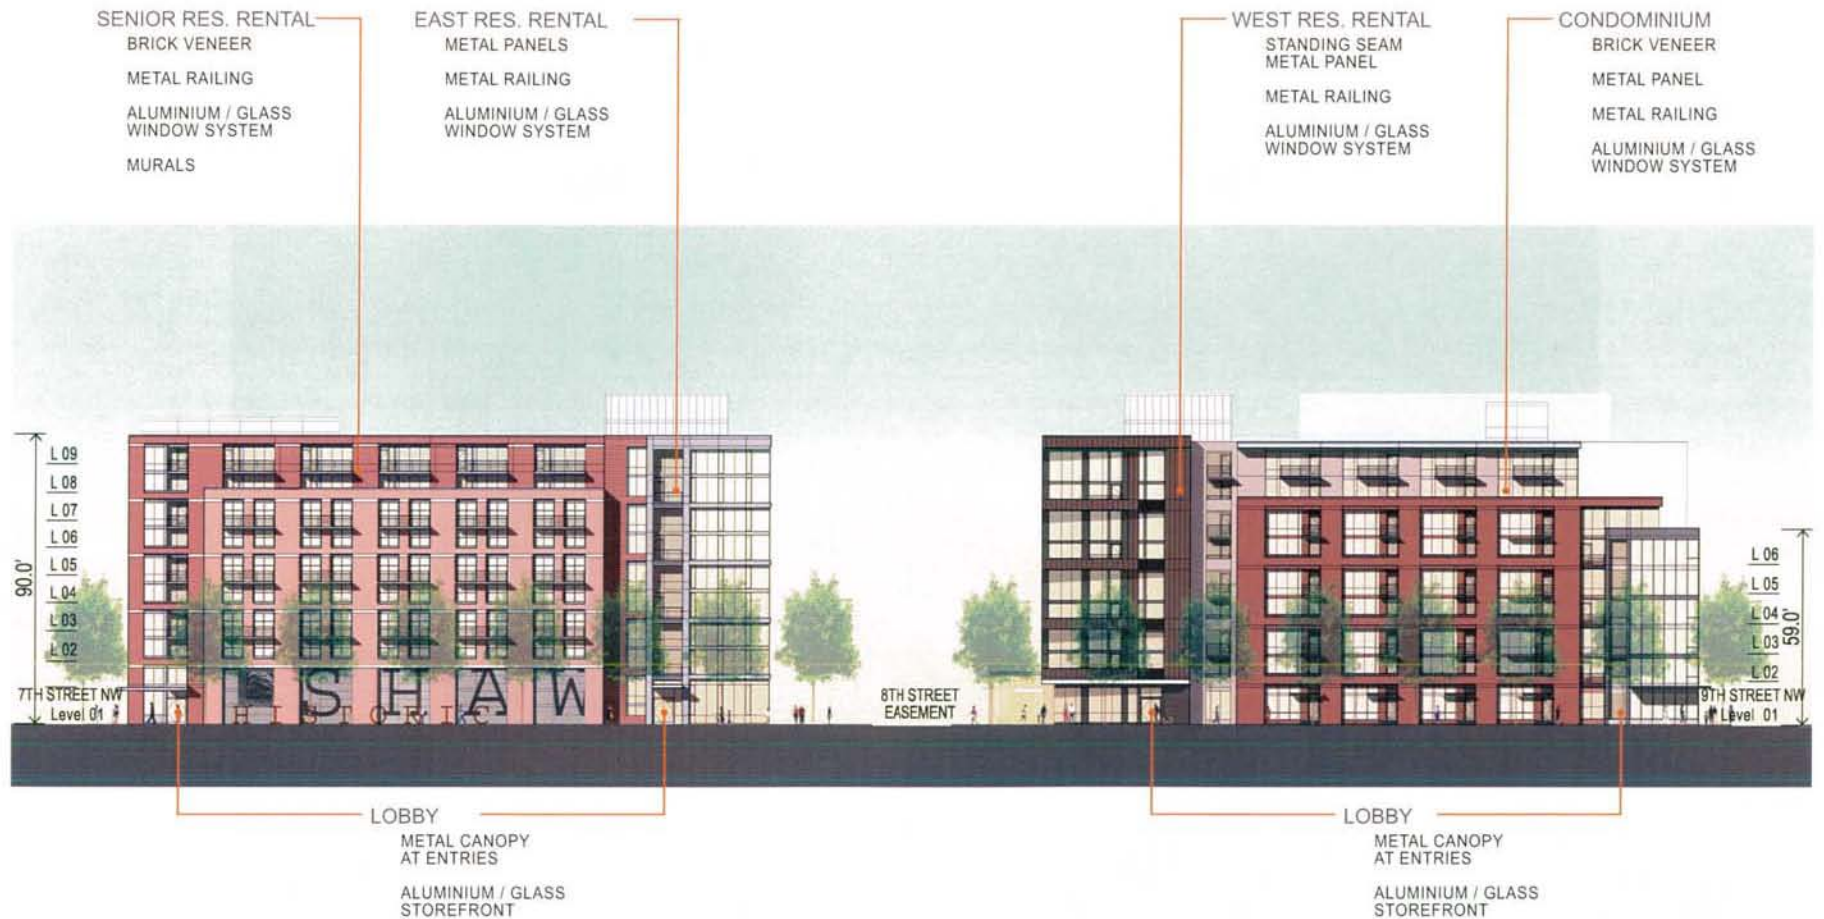 SENIOR RES. RENTAL
BRICK VENEER
METAL RAILING
ALUMINIUM / GLASS
WINDOW SYSTEM
MURALS
EAST RES. RENTAL
METAL PANELS
METAL RAILING
ALUMINIUM / GLASS
WINDOW SYSTEM
WEST RES. RENTAL
STANDING SEAM
METAL PANEL
METAL RAILING
ALUMINIUM / GLASS
WINDOW SYSTEM
CONDOMINIUM
BRICK VENEER
METAL PANEL
METAL RAILING
ALUMINIUM / GLASS
WINDOW SYSTEM
90.0'
L 09
L 08
L 07
L 06
L 05
L 04
L 03
L 02
7TH STREET NW
Level 01
SHAW
HISTORIC
8TH STREET
EASEMENT
L 06
L 05
L 04
L 03
L 02
59.0'
9TH STREET NW
Level 01
LOBBY
METAL CANOPY
AT ENTRIES
ALUMINIUM / GLASS
STOREFRONT
LOBBY
METAL CANOPY
AT ENTRIES
ALUMINIUM / GLASS
STOREFRONT